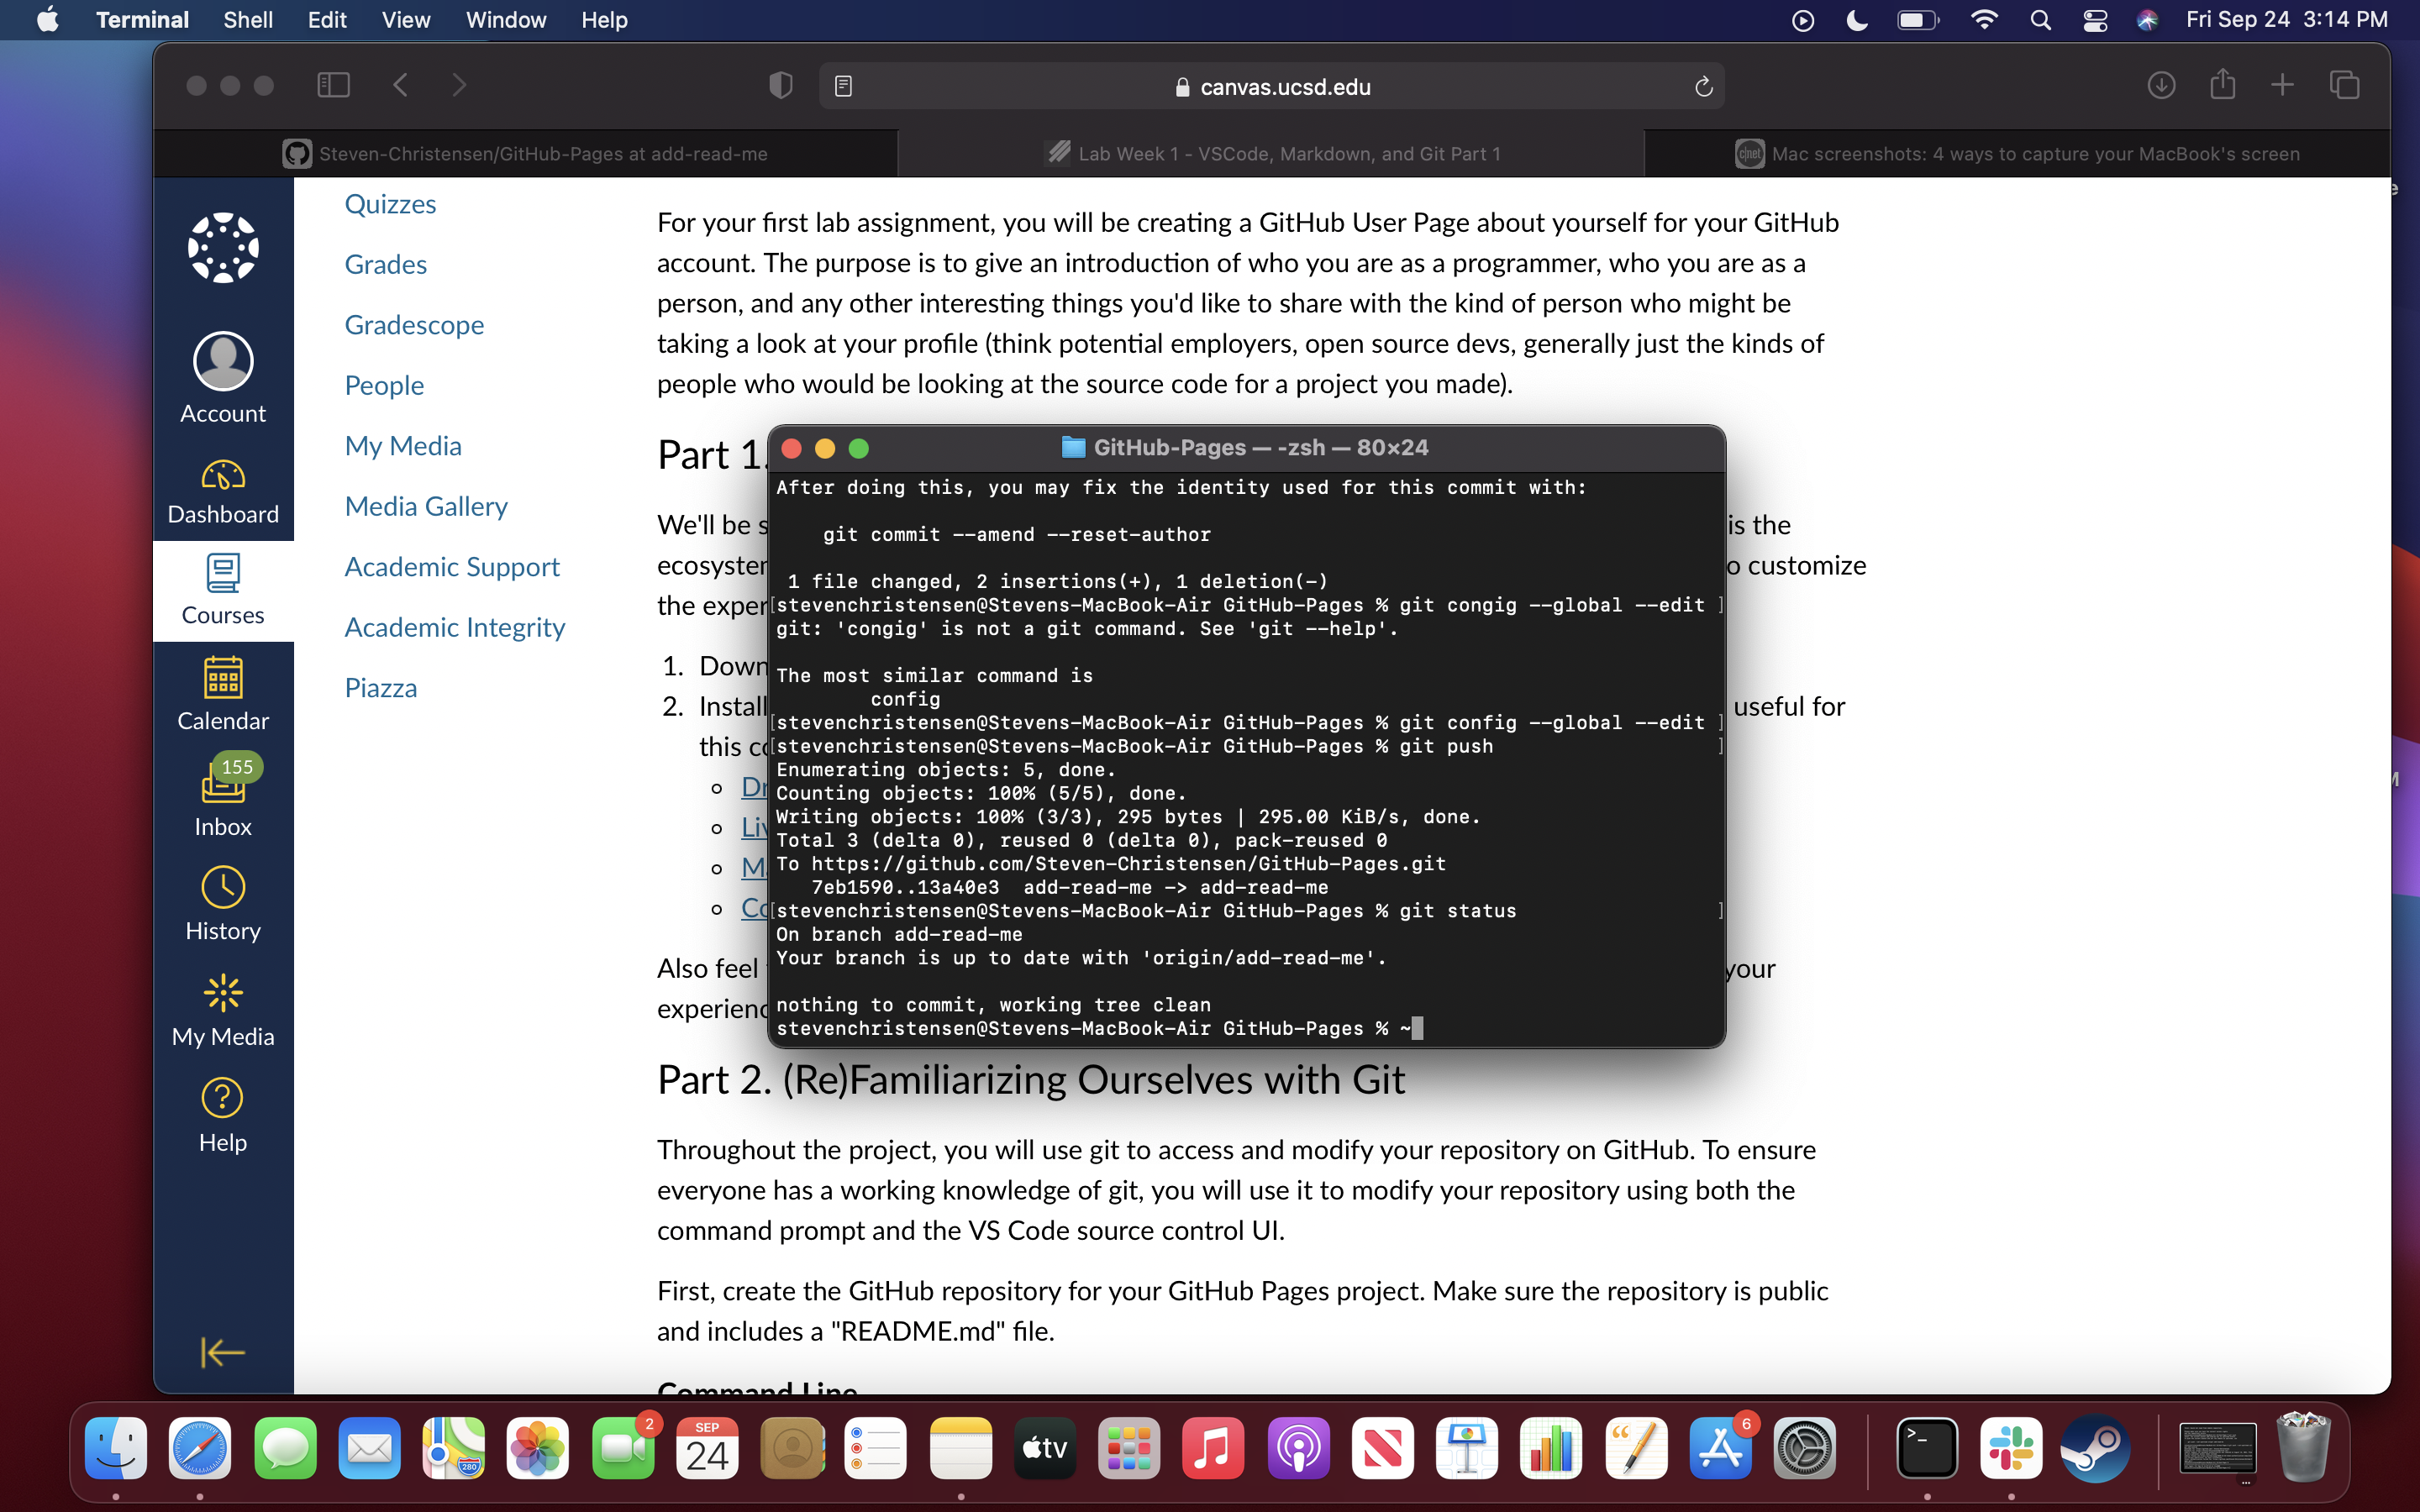 Terminal Shell Edit View Window Help Fri Sep 24 3:14 PM
canvas.ucsd.edu
Steven-Christensen/GitHub-Pages at add-read-me
Lab Week 1 - VSCode, Markdown, and Git Part 1
c|net Mac screenshots: 4 ways to capture your MacBook's screen
Account
Dashboard
Courses
Calendar
155
Inbox
History
My Media
Help
Quizzes
Grades
Gradescope
People
My Media
Media Gallery
Academic Support
Academic Integrity
Piazza
For your first lab assignment, you will be creating a GitHub User Page about yourself for your GitHub
account. The purpose is to give an introduction of who you are as a programmer, who you are as a
person, and any other interesting things you'd like to share with the kind of person who might be
taking a look at your profile (think potential employers, open source devs, generally just the kinds of
people who would be looking at the source code for a project you made).
Part 1.
We'll be s is the
ecosyster o customize
the exper
1. Down
2. Install useful for
this co
Dr
Liv
Ma
Co
Also feel your
experienc
GitHub-Pages — -zsh — 80×24
After doing this, you may fix the identity used for this commit with:
git commit --amend --reset-author
1 file changed, 2 insertions(+), 1 deletion(-)
[stevenchristensen@Stevens-MacBook-Air GitHub-Pages % git congig --global --edit ]
git: 'congig' is not a git command. See 'git --help'.
The most similar command is
config
[stevenchristensen@Stevens-MacBook-Air GitHub-Pages % git config --global --edit ]
[stevenchristensen@Stevens-MacBook-Air GitHub-Pages % git push ]
Enumerating objects: 5, done.
Counting objects: 100% (5/5), done.
Writing objects: 100% (3/3), 295 bytes | 295.00 KiB/s, done.
Total 3 (delta 0), reused 0 (delta 0), pack-reused 0
To https://github.com/Steven-Christensen/GitHub-Pages.git
7eb1590..13a40e3 add-read-me -> add-read-me
[stevenchristensen@Stevens-MacBook-Air GitHub-Pages % git status ]
On branch add-read-me
Your branch is up to date with 'origin/add-read-me'.
nothing to commit, working tree clean
stevenchristensen@Stevens-MacBook-Air GitHub-Pages % ~
Part 2. (Re)Familiarizing Ourselves with Git
Throughout the project, you will use git to access and modify your repository on GitHub. To ensure
everyone has a working knowledge of git, you will use it to modify your repository using both the
command prompt and the VS Code source control UI.
First, create the GitHub repository for your GitHub Pages project. Make sure the repository is public
and includes a "README.md" file.
Command Line
280
2
SEP
24
tv
6